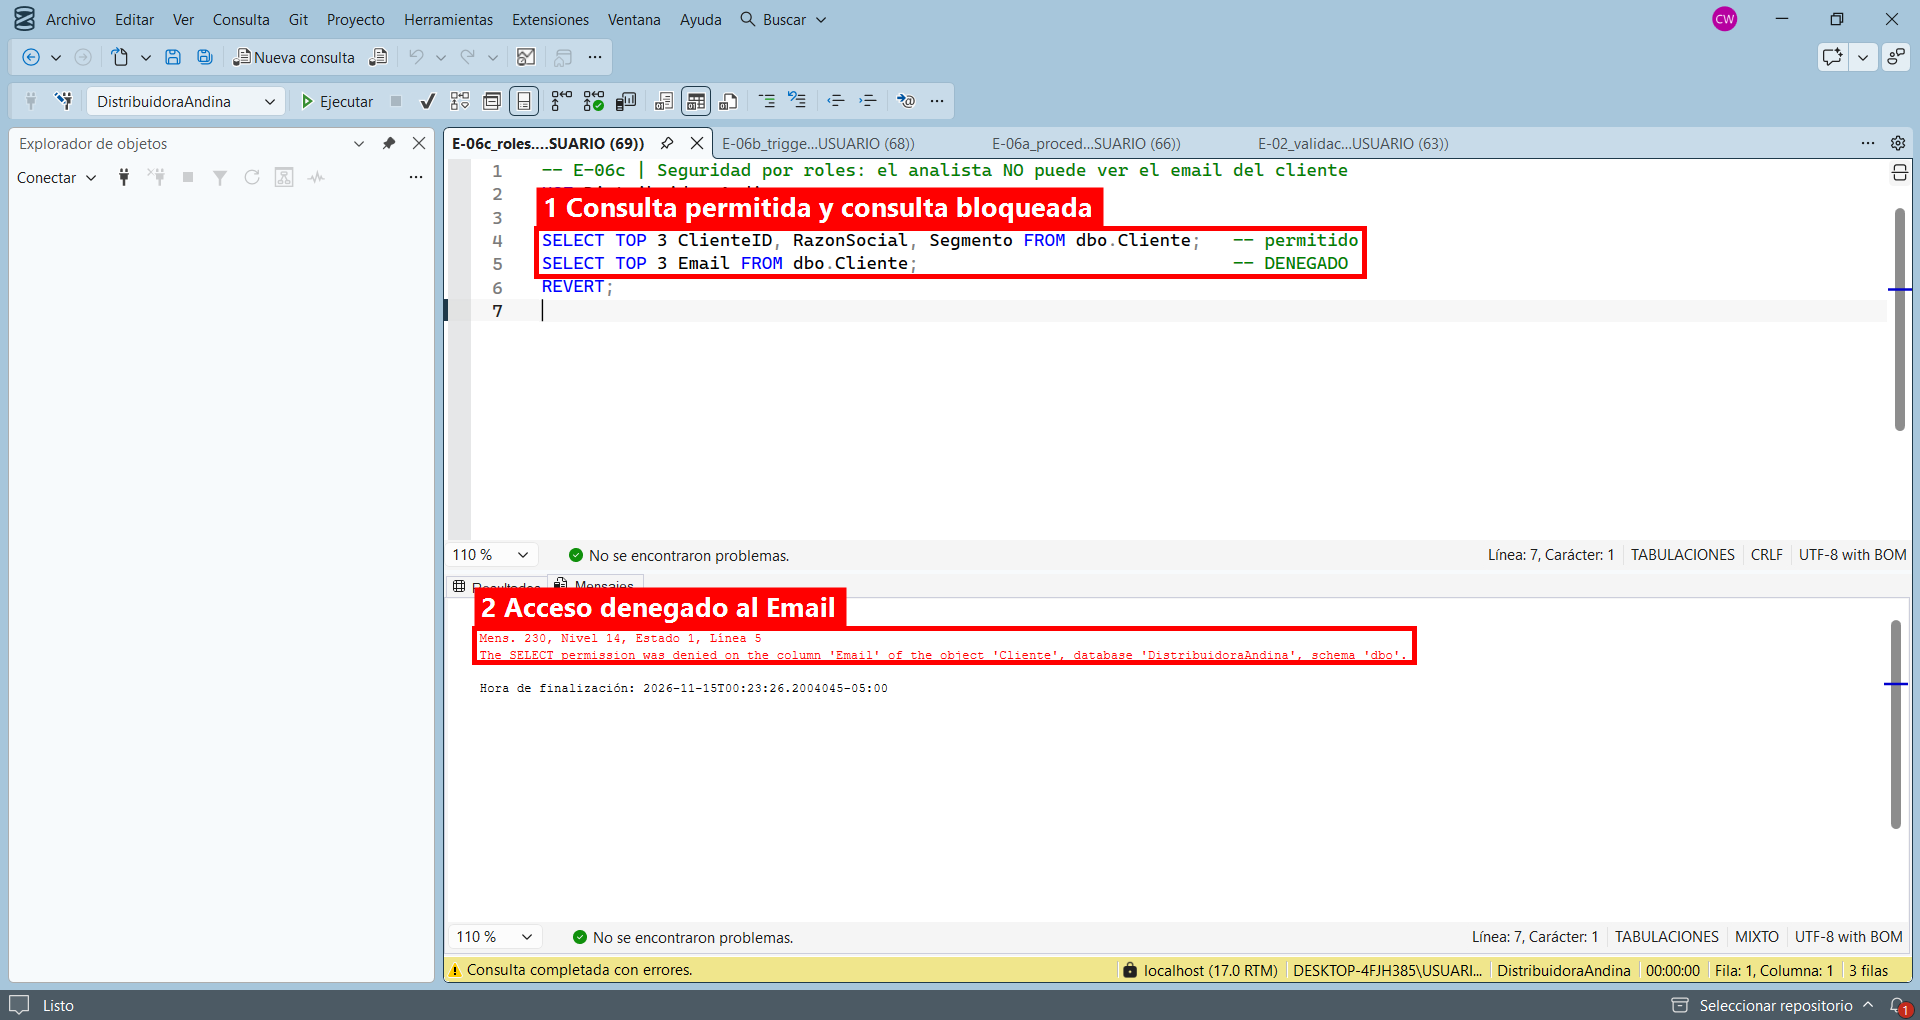 Archivo Editar Ver Consulta Git Proyecto Herramientas Extensiones Ventana Ayuda Buscar CW
Nueva consulta
DistribuidoraAndina Ejecutar
Explorador de objetos
Conectar
E-06c_roles....SUARIO (69)) E-06b_trigge...USUARIO (68)) E-06a_proced...SUARIO (66)) E-02_validac...USUARIO (63))
1 -- E-06c | Seguridad por roles: el analista NO puede ver el email del cliente
2
1 Consulta permitida y consulta bloqueada
3
4 SELECT TOP 3 ClienteID, RazonSocial, Segmento FROM dbo.Cliente; -- permitido
5 SELECT TOP 3 Email FROM dbo.Cliente; -- DENEGADO
6 REVERT;
7
110 % No se encontraron problemas. Línea: 7, Carácter: 1 TABULACIONES CRLF UTF-8 with BOM
Resultados Mensajes
2 Acceso denegado al Email
Mens. 230, Nivel 14, Estado 1, Línea 5
The SELECT permission was denied on the column 'Email' of the object 'Cliente', database 'DistribuidoraAndina', schema 'dbo'.
Hora de finalización: 2026-11-15T00:23:26.2004045-05:00
110 % No se encontraron problemas. Línea: 7, Carácter: 1 TABULACIONES MIXTO UTF-8 with BOM
Consulta completada con errores. localhost (17.0 RTM) DESKTOP-4FJH385\USUARI... DistribuidoraAndina 00:00:00 Fila: 1, Columna: 1 3 filas
Listo Seleccionar repositorio 1